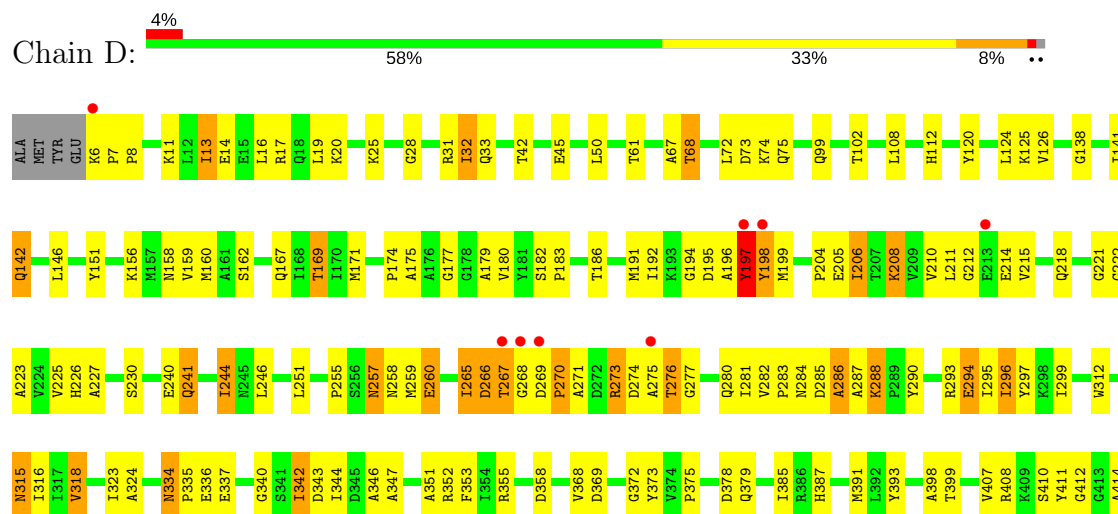 4%
Chain D:
58% 33% 8% ••
ALA MET TYR GLU K6 P7 P8 K11 L12 I13 E14 E15 L16 R17 Q18 L19 K20 K25 G28 R31 I32 Q33 T42 E45 L50 T61 A67 T68 L72 D73 K74 Q75 Q99 T102 L108 H112 Y120 L124 K125 V126 G138 I141
Q142 L146 Y151 K156 M157 N158 V159 M160 A161 S162 Q167 I168 T169 I170 M171 P174 A175 A176 G177 G178 A179 V180 Y181 S182 P183 T186 M191 I192 K193 G194 D195 A196 Y197 Y198 M199 P204 E205 I206 T207 K208 V209 V210 L211 G212 E213 E214 V215 Q218 G221 G222
A223 V224 V225 H226 A227 S230 E240 Q241 I244 N245 L246 L251 P255 S256 N257 N258 M259 E260 I265 D266 T267 G268 D269 P270 A271 D272 R273 D274 A275 T276 G277 Q280 I281 V282 P283 N284 D285 A286 A287 K288 P289 Y290 R293 E294 I295 I296 Y297 K298 I299 W312
N315 I316 I317 V318 I323 A324 N334 P335 E336 E337 G340 S341 I342 D343 I344 D345 A346 A347 A351 R352 F353 I354 R355 D358 V368 D369 G372 Y373 V374 P375 D378 Q379 I385 R386 H387 M391 L392 Y393 A398 T399 V407 R408 K409 S410 Y411 G412 G413 A414